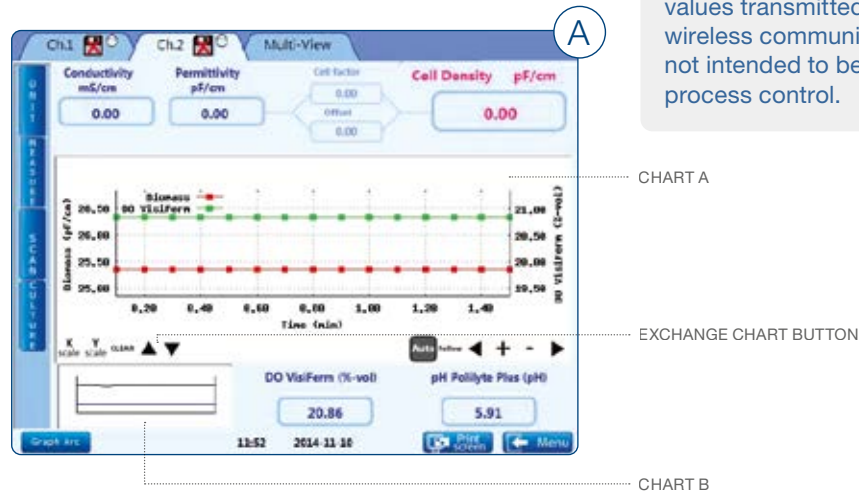 values transmitted
wireless communi
not intended to be
process control.
A
Ch.1 Ch.2 Multi-View
Conductivity mS/cm
0.00
Permittivity pF/cm
0.00
Cell factor
0.00
Offset
0.00
Cell Density pF/cm
0.00
UNIT
MEASURE
SCAN
CULTURE
CHART A
Biomass
DO VisiFerm
Biomass (pF/cm)
26.50
26.00
25.50
25.00
21.00
20.50
20.00
19.50
DO VisiFerm (%-vol)
0.20 0.40 0.60 0.80 1.00 1.20 1.40
Time (min)
X scale Y scale CLEAR ▲ ▼
Auto Follow ◀ + - ▶
EXCHANGE CHART BUTTON
DO VisiFerm (%-vol)
20.86
pH Polilyte Plus (pH)
5.91
Graph Arc
11:52 2014-11-10
Print screen
Menu
CHART B